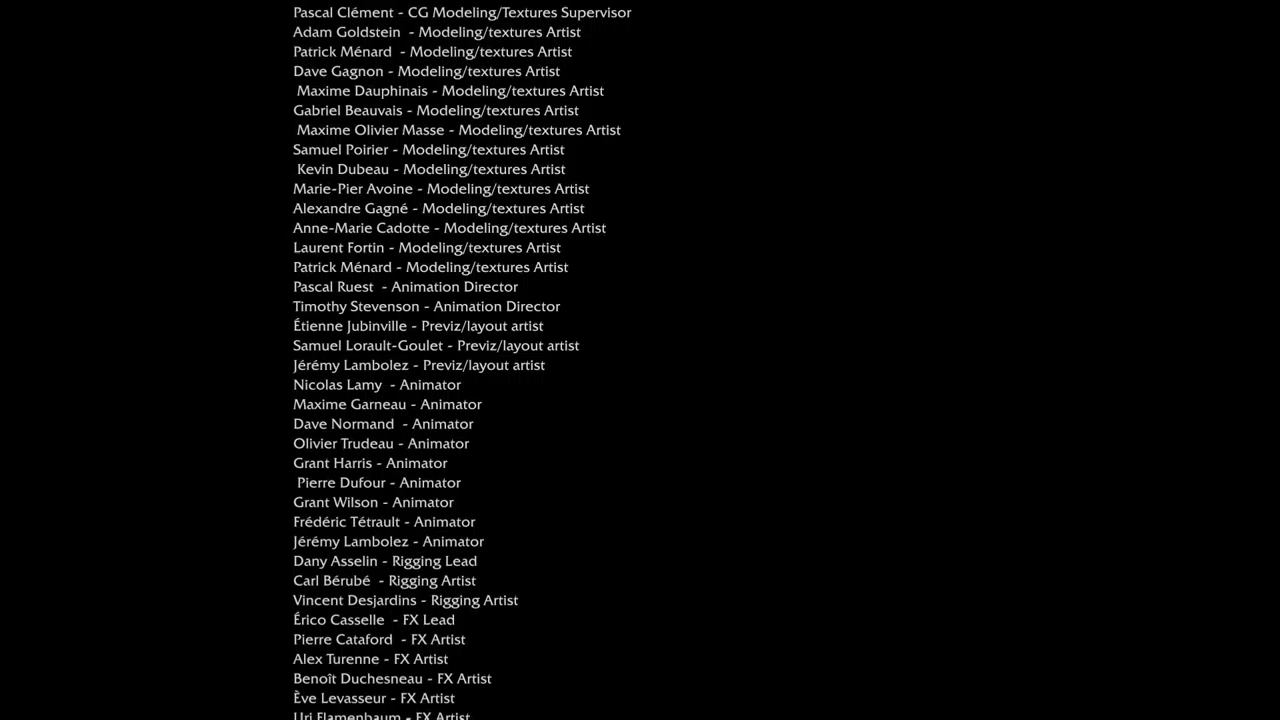 Pascal Clément - CG Modeling/Textures Supervisor
Adam Goldstein  - Modeling/textures Artist
Patrick Ménard  - Modeling/textures Artist
Dave Gagnon - Modeling/textures Artist
Maxime Dauphinais - Modeling/textures Artist
Gabriel Beauvais - Modeling/textures Artist
Maxime Olivier Masse - Modeling/textures Artist
Samuel Poirier - Modeling/textures Artist
Kevin Dubeau - Modeling/textures Artist
Marie-Pier Avoine - Modeling/textures Artist
Alexandre Gagné - Modeling/textures Artist
Anne-Marie Cadotte - Modeling/textures Artist
Laurent Fortin - Modeling/textures Artist
Patrick Ménard - Modeling/textures Artist
Pascal Ruest  - Animation Director
Timothy Stevenson - Animation Director
Étienne Jubinville - Previz/layout artist
Samuel Lorault-Goulet - Previz/layout artist
Jérémy Lambolez - Previz/layout artist
Nicolas Lamy  - Animator
Maxime Garneau - Animator
Dave Normand  - Animator
Olivier Trudeau - Animator
Grant Harris - Animator
Pierre Dufour - Animator
Grant Wilson - Animator
Frédéric Tétrault - Animator
Jérémy Lambolez - Animator
Dany Asselin - Rigging Lead
Carl Bérubé  - Rigging Artist
Vincent Desjardins - Rigging Artist
Érico Casselle  - FX Lead
Pierre Cataford  - FX Artist
Alex Turenne - FX Artist
Benoît Duchesneau - FX Artist
Ève Levasseur - FX Artist
Uri Flamenbaum - FX Artist